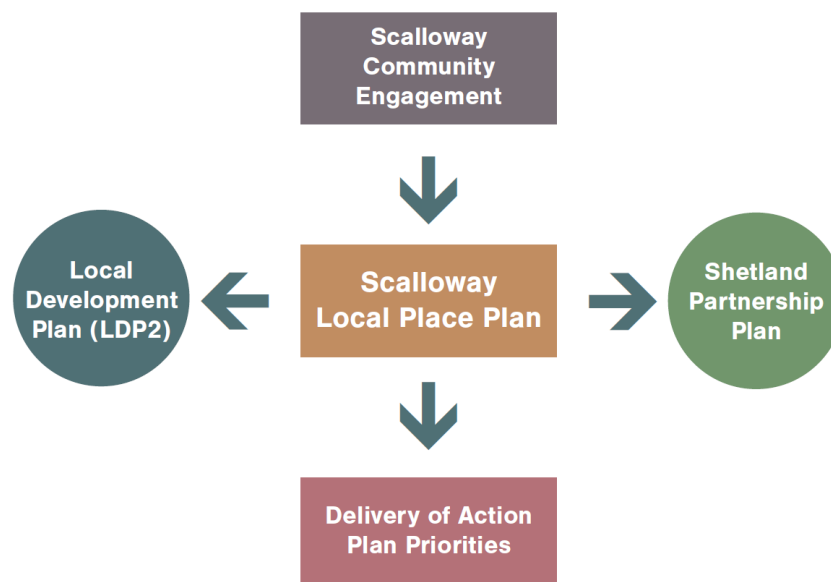 Scalloway
Community
Engagement
Local
Development
Plan (LDP2)
Scalloway
Local Place Plan
Shetland
Partnership
Plan
Delivery of Action
Plan Priorities